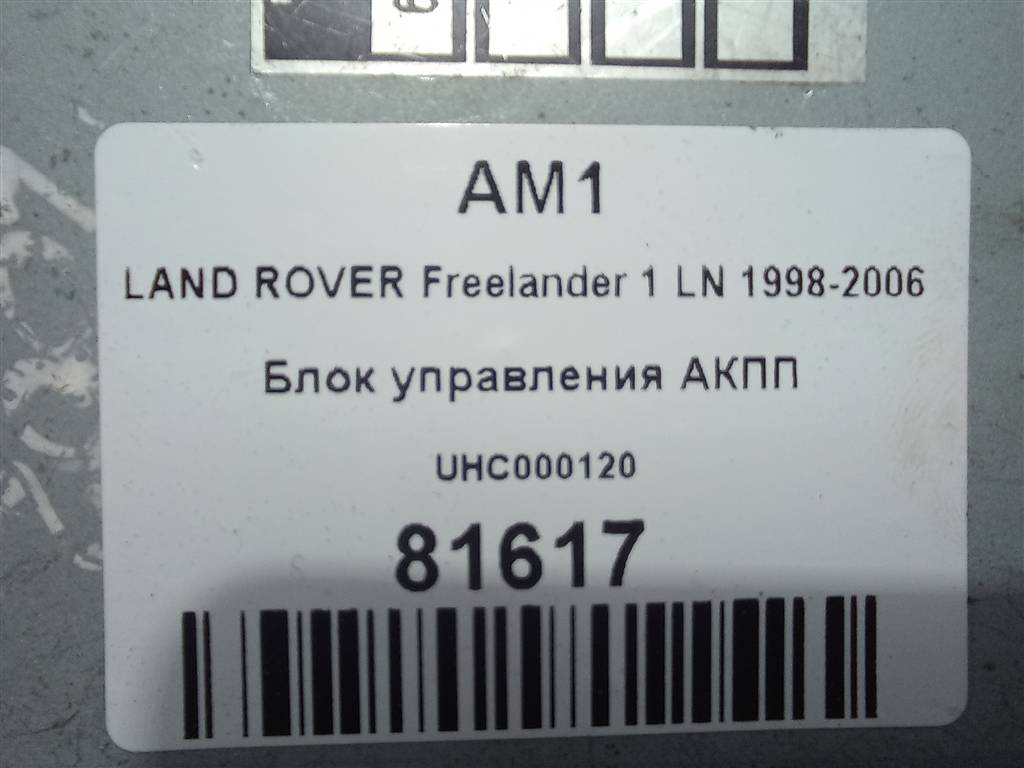 AM1
LAND ROVER Freelander 1 LN 1998-2006
Блок управления АКПП
UHC000120
81617